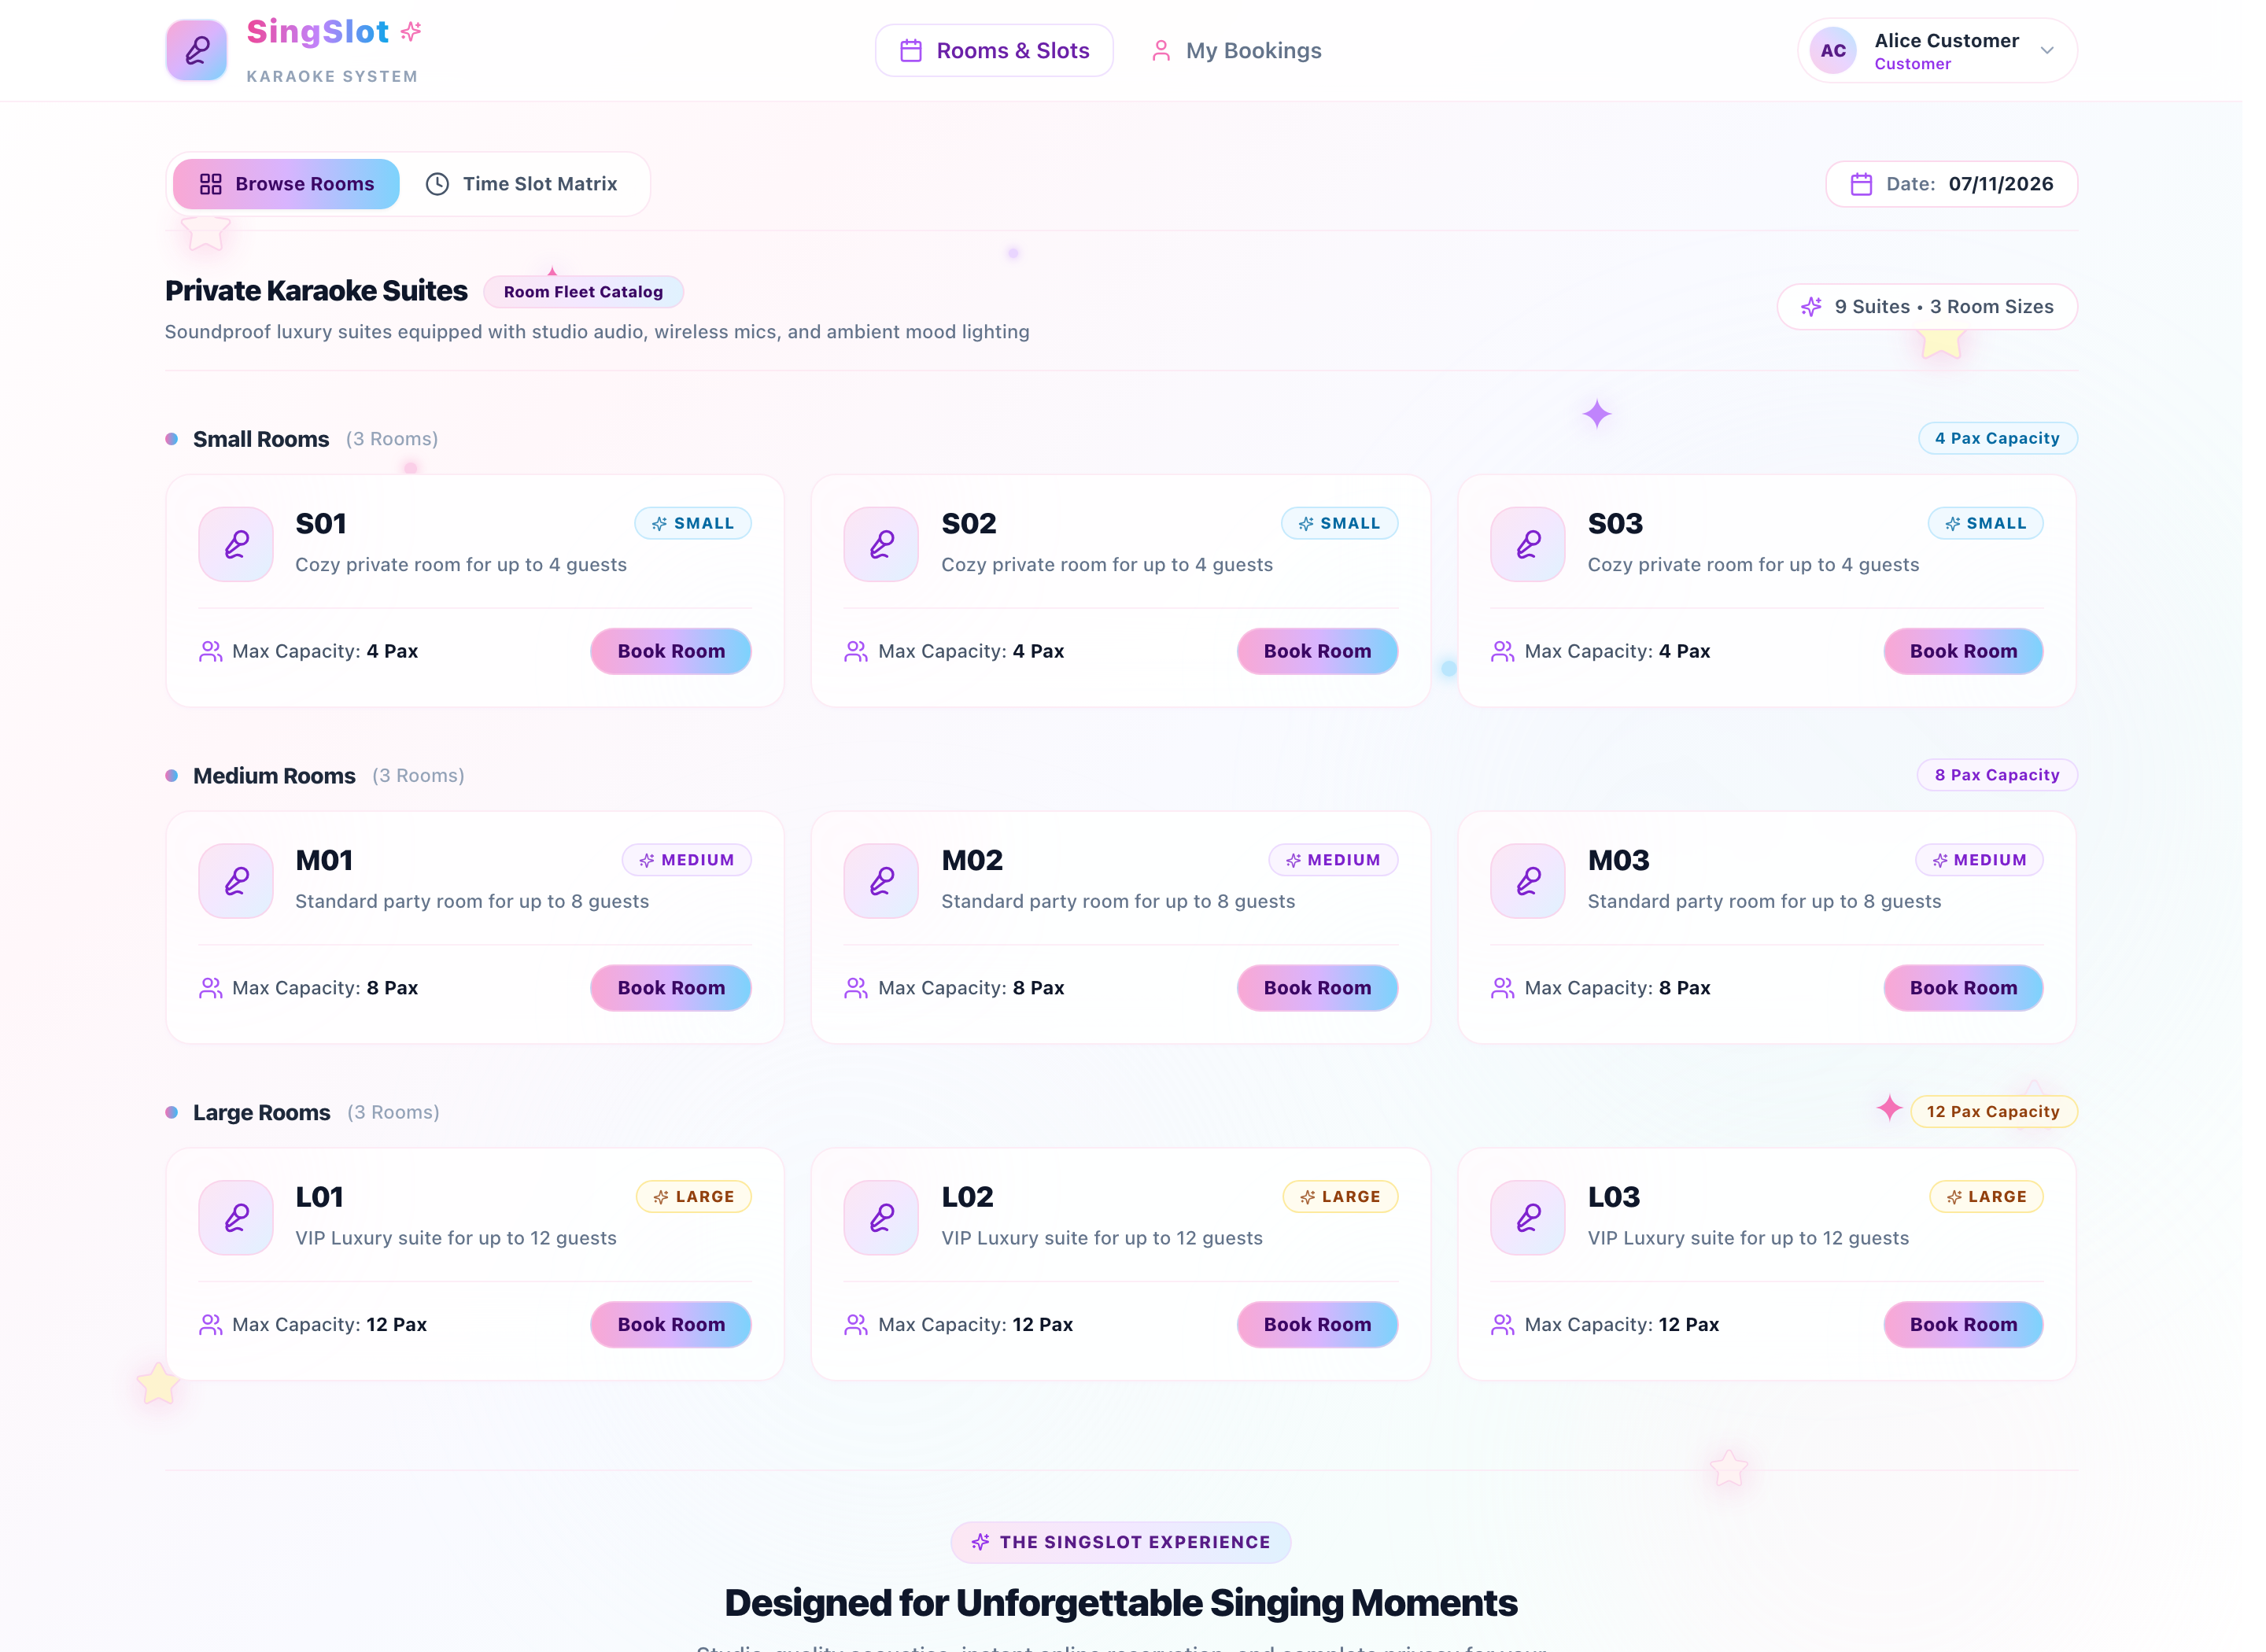 SingSlot
KARAOKE SYSTEM
Rooms & Slots
My Bookings
AC
Alice Customer
Customer
Browse Rooms
Time Slot Matrix
Date: 07/11/2026
Private Karaoke Suites
Room Fleet Catalog
Soundproof luxury suites equipped with studio audio, wireless mics, and ambient mood lighting
9 Suites • 3 Room Sizes
Small Rooms (3 Rooms)
4 Pax Capacity
S01
SMALL
Cozy private room for up to 4 guests
Max Capacity: 4 Pax
Book Room
S02
SMALL
Cozy private room for up to 4 guests
Max Capacity: 4 Pax
Book Room
S03
SMALL
Cozy private room for up to 4 guests
Max Capacity: 4 Pax
Book Room
Medium Rooms (3 Rooms)
8 Pax Capacity
M01
MEDIUM
Standard party room for up to 8 guests
Max Capacity: 8 Pax
Book Room
M02
MEDIUM
Standard party room for up to 8 guests
Max Capacity: 8 Pax
Book Room
M03
MEDIUM
Standard party room for up to 8 guests
Max Capacity: 8 Pax
Book Room
Large Rooms (3 Rooms)
12 Pax Capacity
L01
LARGE
VIP Luxury suite for up to 12 guests
Max Capacity: 12 Pax
Book Room
L02
LARGE
VIP Luxury suite for up to 12 guests
Max Capacity: 12 Pax
Book Room
L03
LARGE
VIP Luxury suite for up to 12 guests
Max Capacity: 12 Pax
Book Room
THE SINGSLOT EXPERIENCE
Designed for Unforgettable Singing Moments